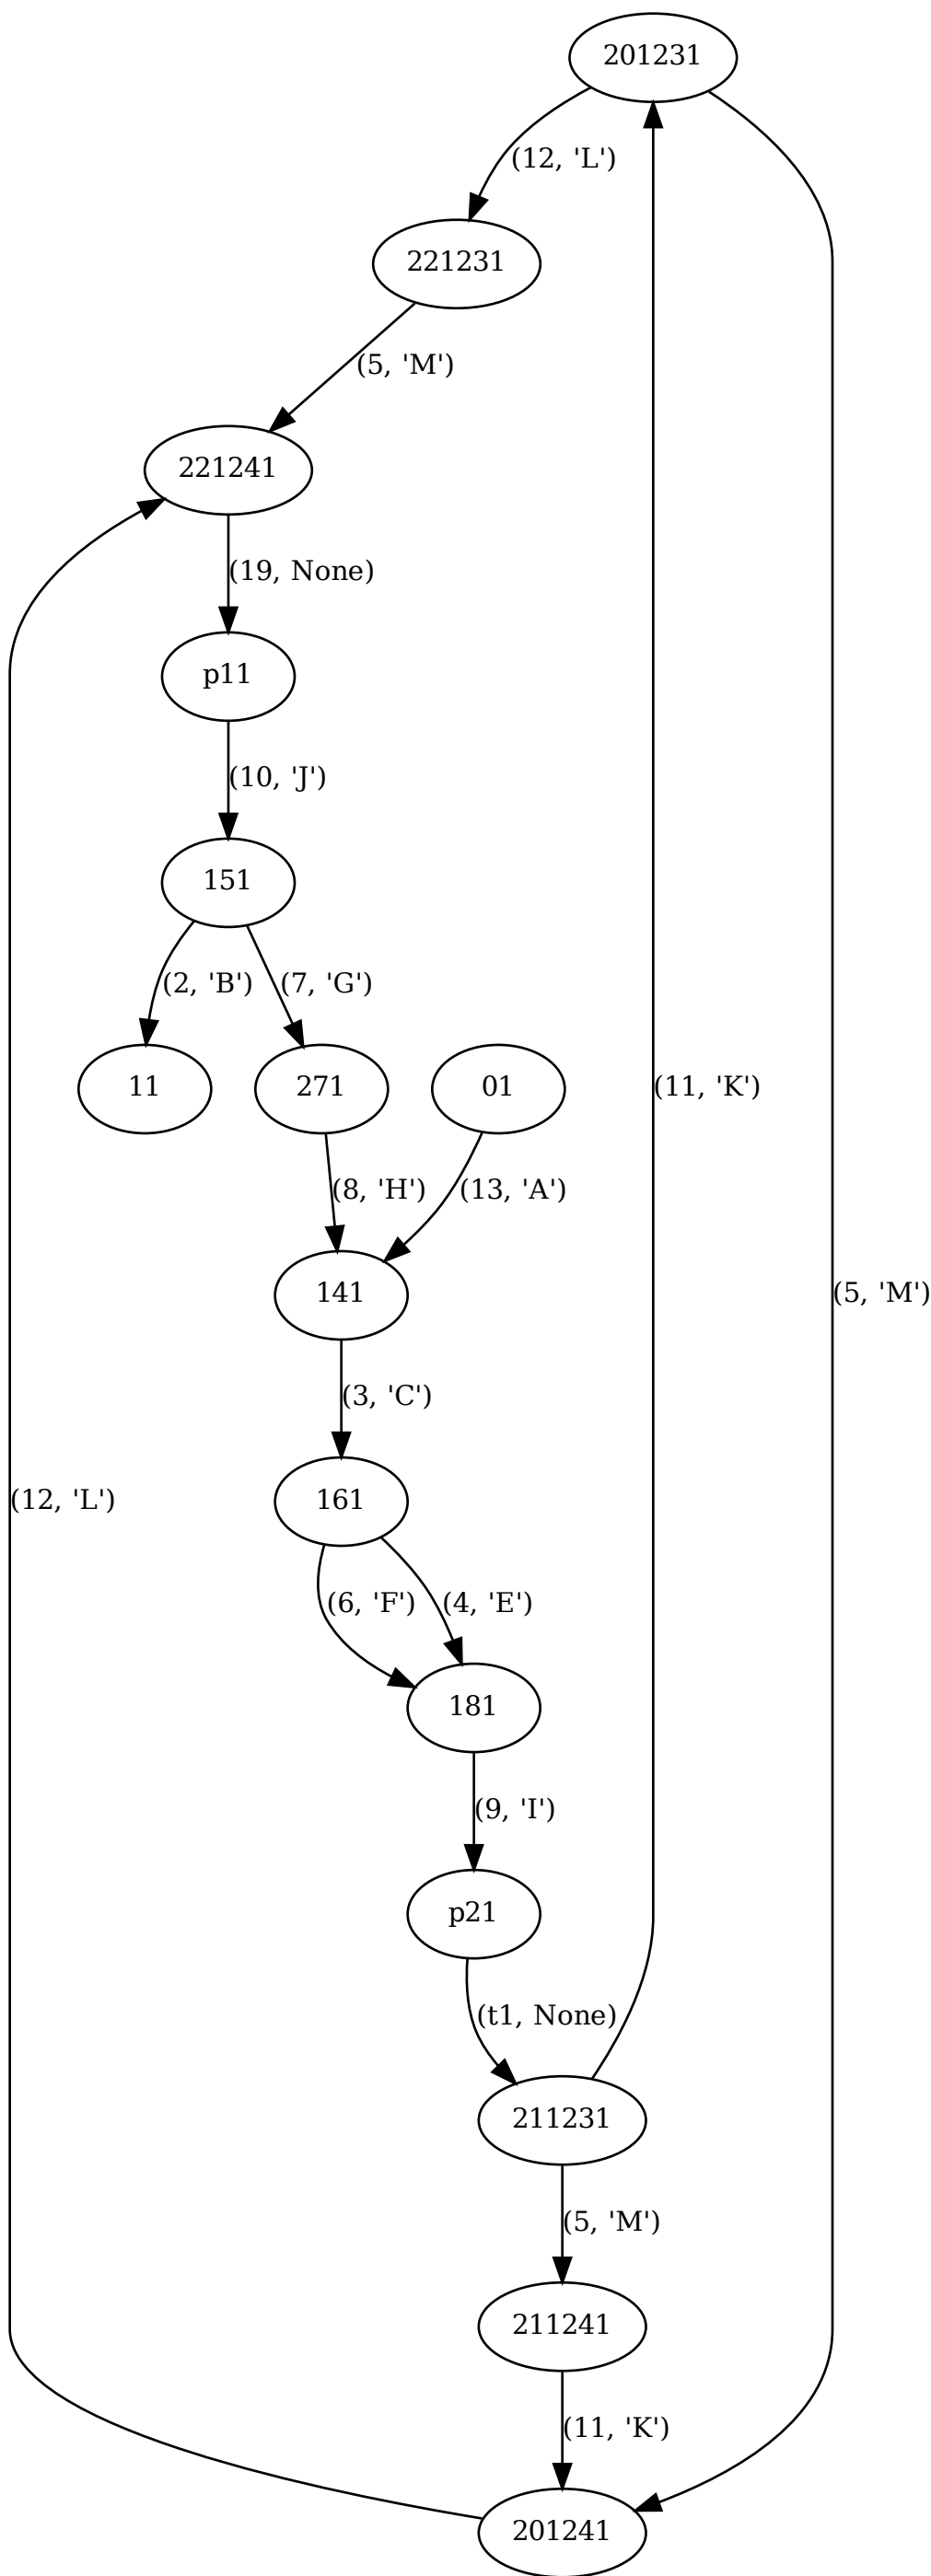 201231
(12, 'L')
221231
(5, 'M')
221241
(19, None)
p11
(10, 'J')
151
(2, 'B')
(7, 'G')
11
271
01
(11, 'K')
(8, 'H')
(13, 'A')
141
(5, 'M')
(3, 'C')
161
(12, 'L')
(6, 'F')
(4, 'E')
181
(9, 'I')
p21
(t1, None)
211231
(5, 'M')
211241
(11, 'K')
201241